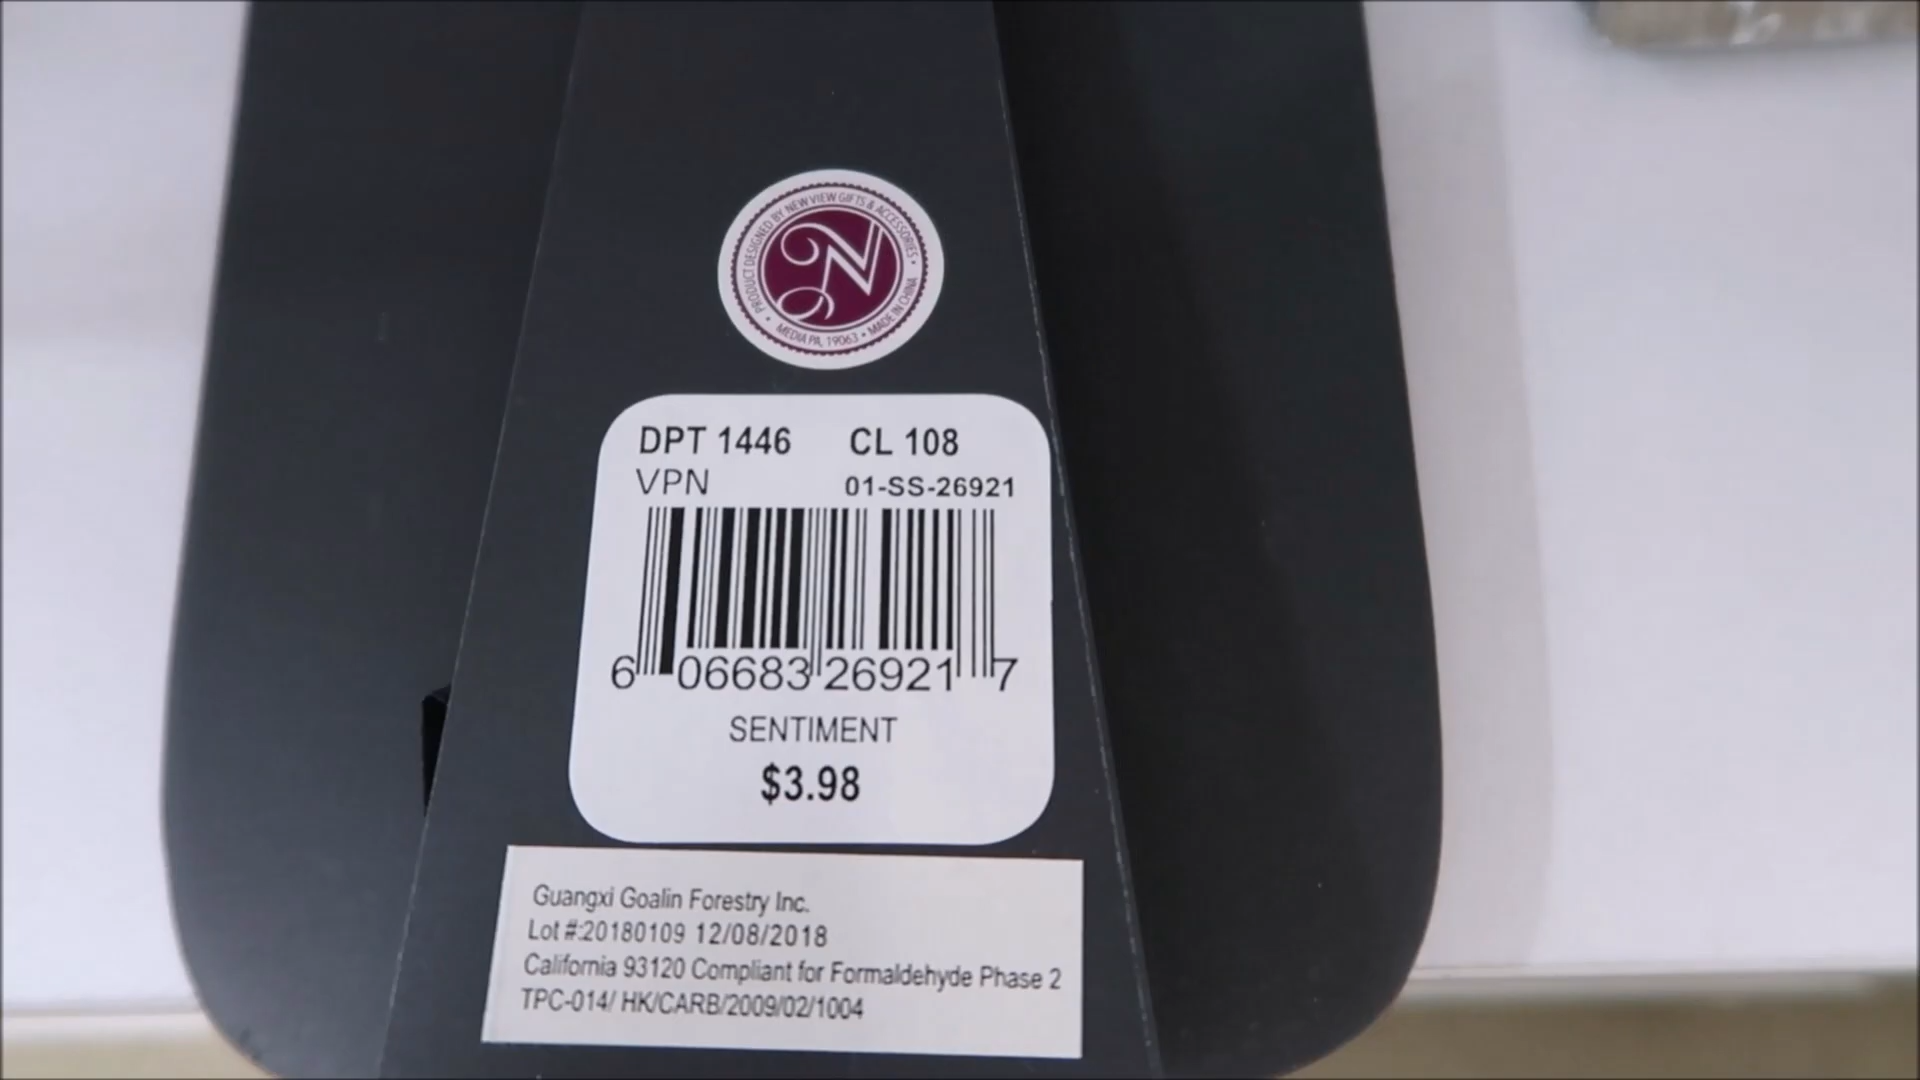 PRODUCT DESIGNED BY NEW VIEW GIFTS & ACCESSORIES •
• MEDIA PA, 19063 • MADE IN CHINA
N
DPT 1446 CL 108
VPN 01-SS-26921
6 06683 26921 7
SENTIMENT
$3.98
Guangxi Goalin Forestry Inc.
Lot #:20180109 12/08/2018
California 93120 Compliant for Formaldehyde Phase 2
TPC-014/ HK/CARB/2009/02/1004